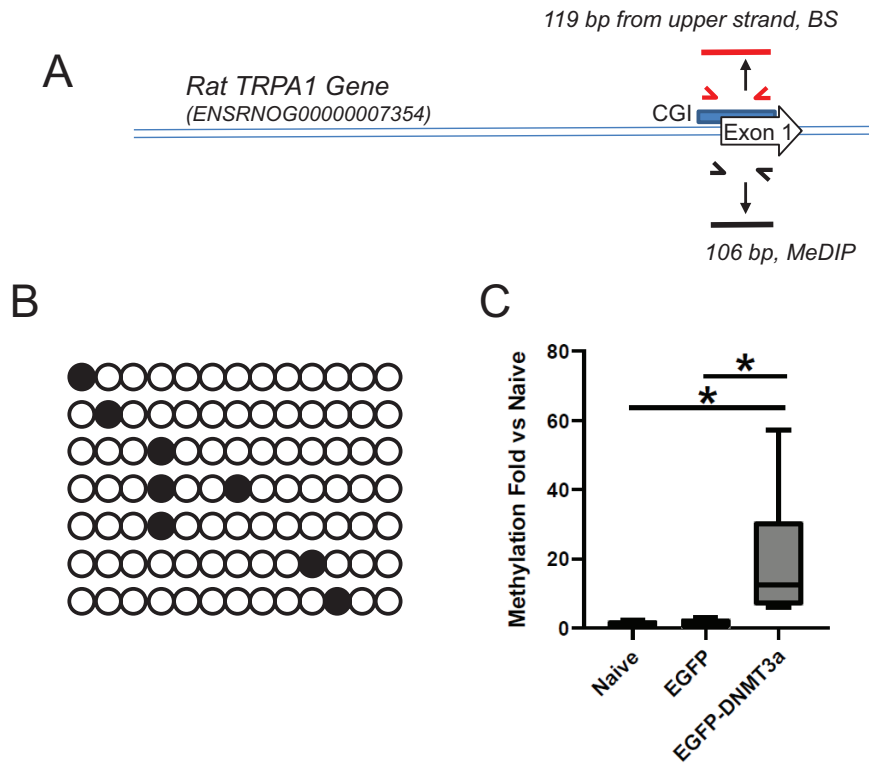 119 bp from upper strand, BS
A
Rat TRPA1 Gene
(ENSRNOG00000007354)
CGI
Exon 1
106 bp, MeDIP
B
C
Methylation Fold vs Naive
80
60
40
20
0
*
*
Naive
EGFP
EGFP-DNMT3a